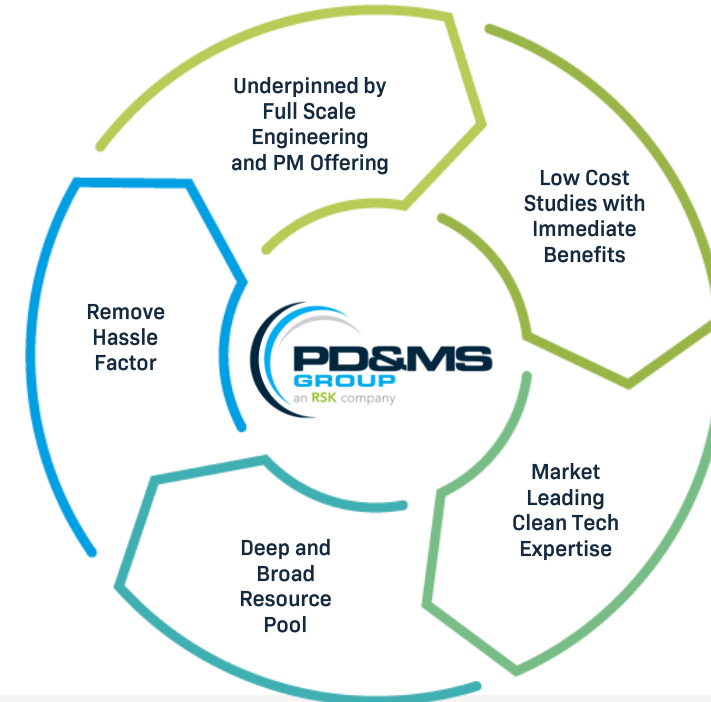 Underpinned by
Full Scale
Engineering
and PM Offering
Low Cost
Studies with
Immediate
Benefits
Market
Leading
Clean Tech
Expertise
Deep and
Broad
Resource
Pool
Remove
Hassle
Factor
PD&MS
GROUP
an RSK company